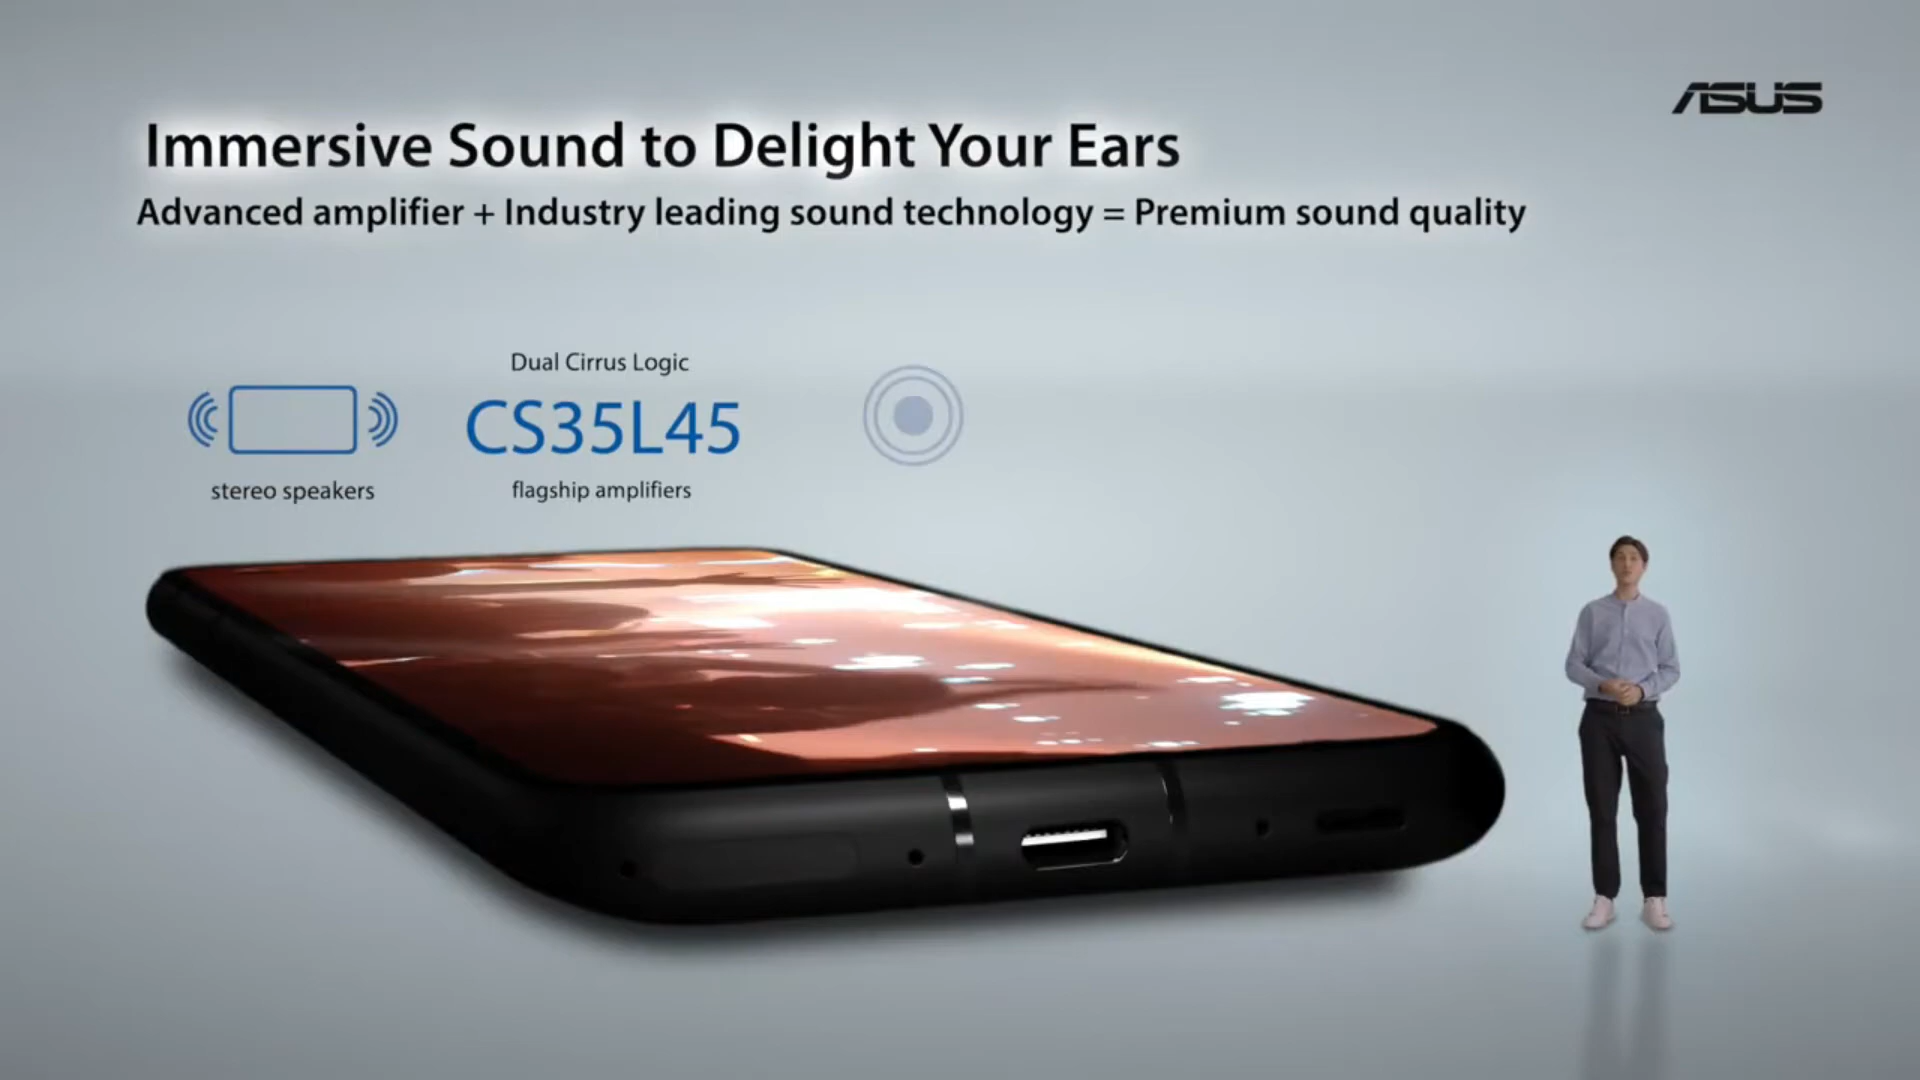 ASUS
Immersive Sound to Delight Your Ears
Advanced amplifier + Industry leading sound technology = Premium sound quality
Dual Cirrus Logic
CS35L45
stereo speakers
flagship amplifiers